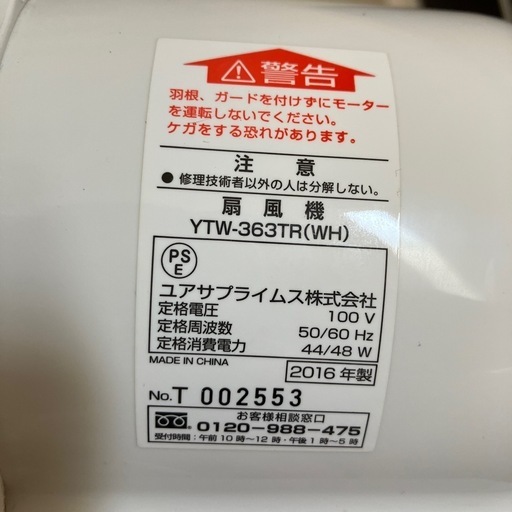 警告
羽根、ガードを付けずにモーター
を運転しないでください。
ケガをする恐れがあります。
注意
● 修理技術者以外の人は分解しない。
扇風機
YTW-363TR(WH)
PS
E
ユアサプライムス株式会社
定格電圧 100 V
定格周波数 50/60 Hz
定格消費電力 44/48 W
MADE IN CHINA
2016 年製
No.T 002553
お客様相談窓口
0120-988-475
受付時間:午前10時〜12時・午後1時〜5時